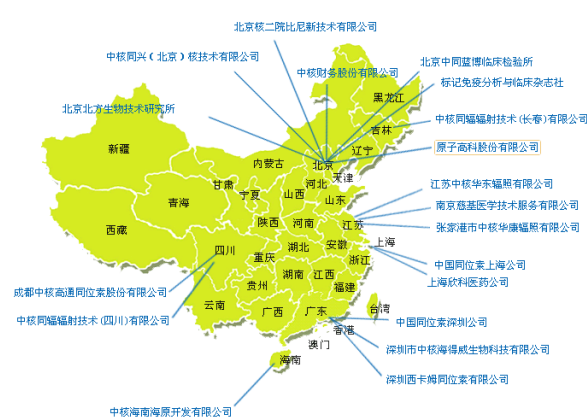 北京核二院比尼新技术有限公司
中核同兴（北京）核技术有限公司
北京中同蓝博临床检验所
中核财务股份有限公司
标记免疫分析与临床杂志社
黑龙江
北京北方生物技术研究所
中核同辐辐射技术(长春)有限公司
吉林
新疆
辽宁
原子高科股份有限公司
内蒙古
北京
天津
甘肃
河北
江苏中核华东辐照有限公司
宁夏
山西
青海
山东
南京慈基医学技术服务有限公司
陕西
河南
江苏
张家港市中核华康辐照有限公司
西藏
四川
湖北
安徽
上海
重庆
浙江
中国同位素上海公司
湖南
江西
上海欣科医药公司
贵州
福建
成都中核高通同位素股份有限公司
云南
广西
广东
台湾
中核同辐辐射技术(四川)有限公司
中国同位素深圳公司
香港
澳门
深圳市中核海得威生物科技有限公司
海南
深圳西卡姆同位素有限公司
中核海南海原开发有限公司